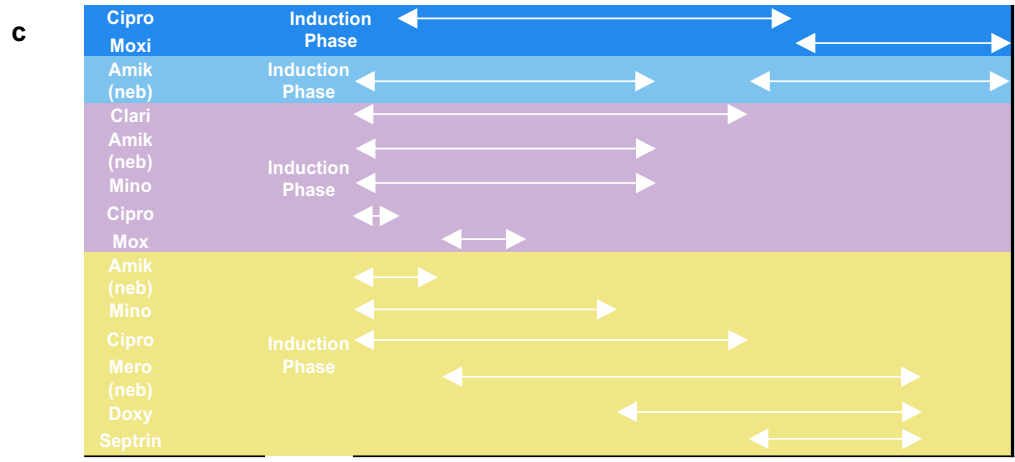 c
Cipro
Induction
Phase
Moxi
Amik
(neb)
Induction
Phase
Clari
Amik
(neb)
Mino
Induction
Phase
Cipro
Mox
Amik
(neb)
Mino
Cipro
Induction
Phase
Mero
(neb)
Doxy
Septrin